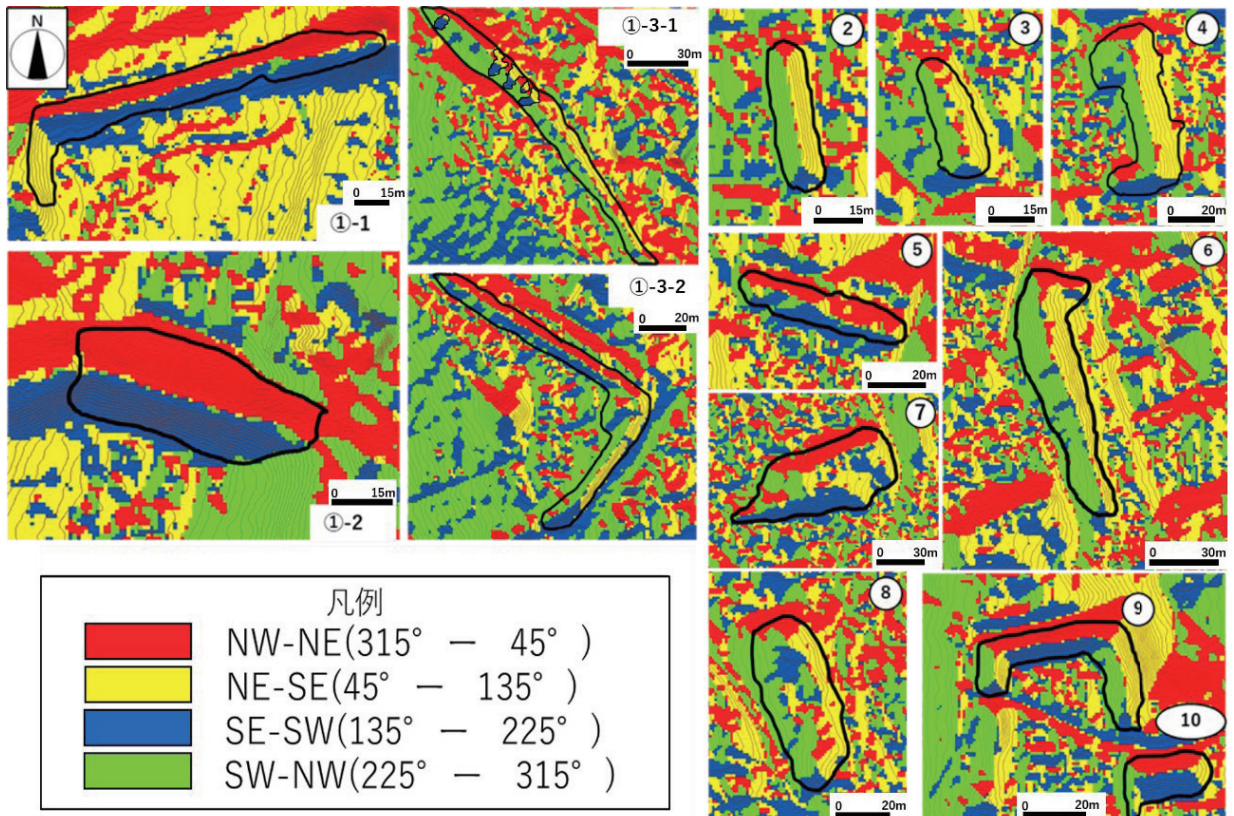 N
①-1
0 15m
①-2
0 15m
①-3-1
0 30m
①-3-2
0 20m
2
0 15m
3
0 15m
4
0 20m
5
0 20m
6
0 30m
7
0 30m
8
0 20m
9
10
0 20m
凡例
NW-NE(315° － 45° )
NE-SE(45° － 135° )
SE-SW(135° － 225° )
SW-NW(225° － 315° )